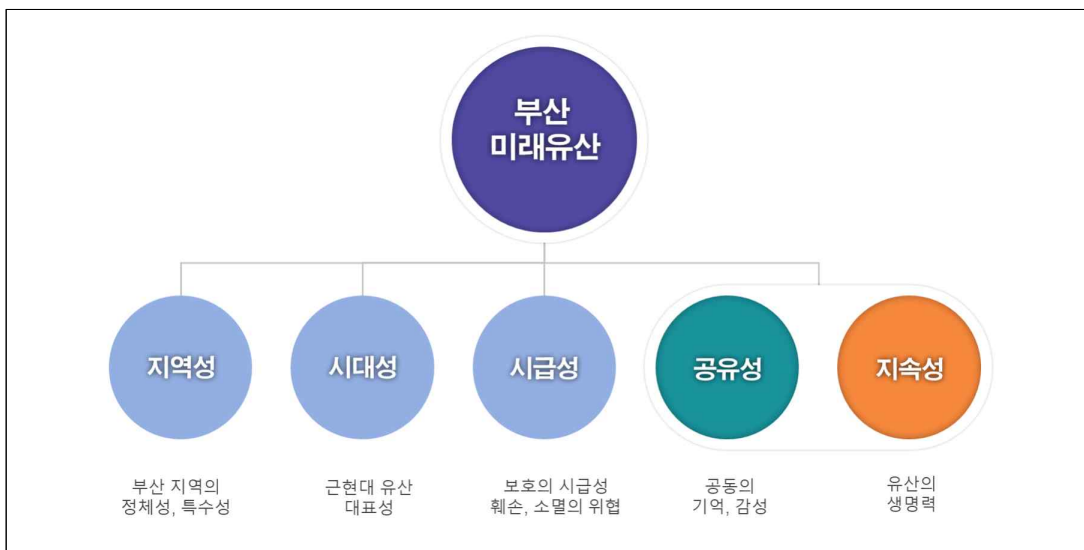 부산
미래유산
지역성
시대성
시급성
공유성
지속성
부산 지역의
정체성, 특수성
근현대 유산
대표성
보호의 시급성
훼손, 소멸의 위협
공동의
기억, 감성
유산의
생명력